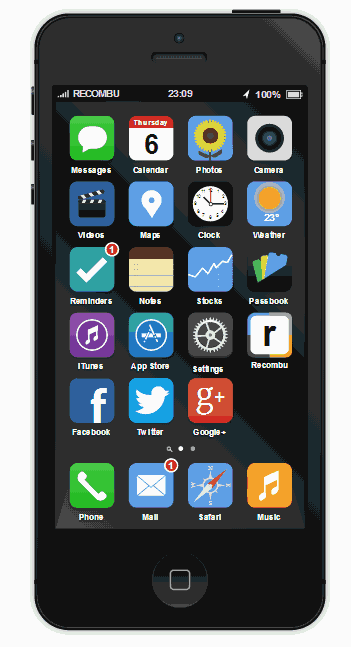 RECOMBU 23:09 100%
Thursday
6
Messages Calendar Photos Camera
23°
Videos Maps Clock Weather
1
Reminders Notes Stocks Passbook
r
iTunes App Store Settings Recombu
f g+
Facebook Twitter Google+
1
Phone Mail Safari Music